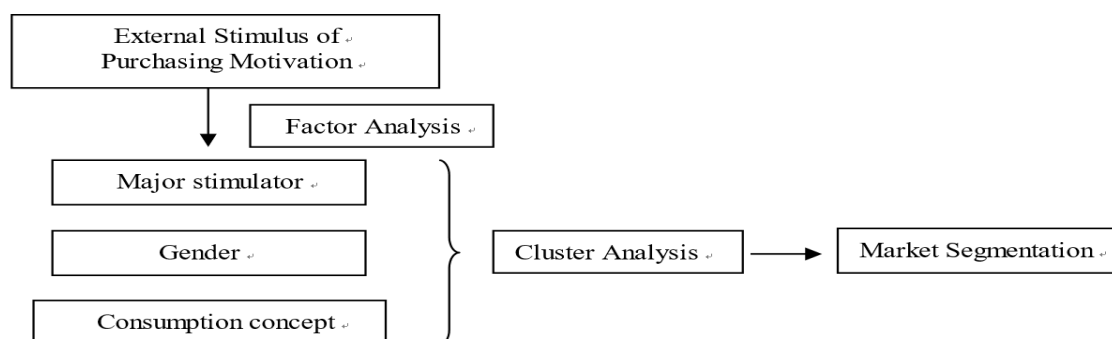 External Stimulus of
Purchasing Motivation
Factor Analysis
Major stimulator
Gender
Cluster Analysis
Market Segmentation
Consumption concept